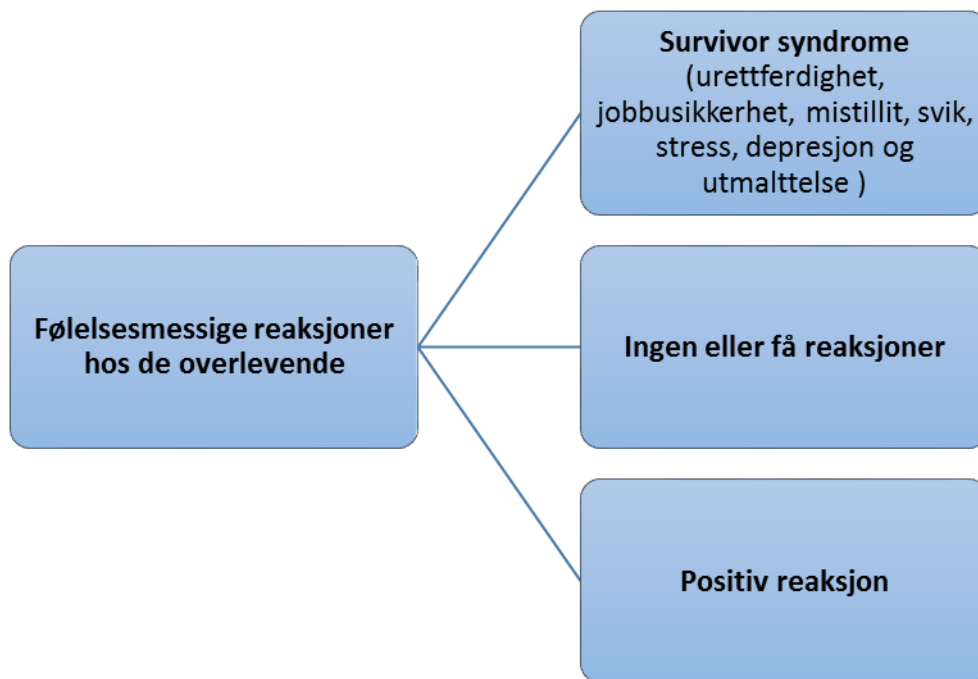 Survivor syndrome
(urettferdighet,
jobbusikkerhet, mistillit, svik,
stress, depresjon og
utmalttelse )
Følelsesmessige reaksjoner
hos de overlevende
Ingen eller få reaksjoner
Positiv reaksjon